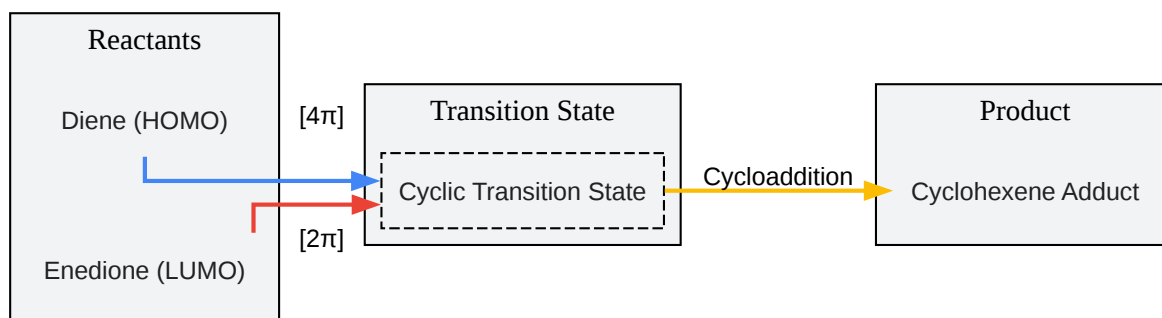 Reactants
Diene (HOMO)
Enedione (LUMO)
[4π]
[2π]
Transition State
Cyclic Transition State
Cycloaddition
Product
Cyclohexene Adduct